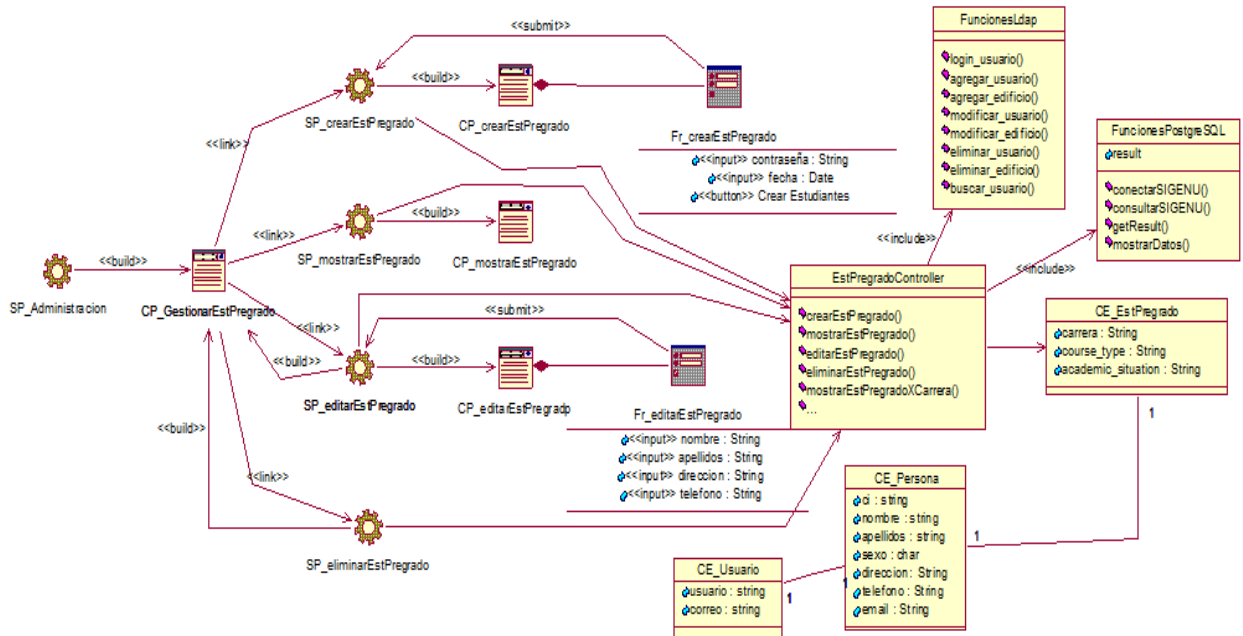 <<submit>>
<<build>>
SP_crearEstPregrado
CP_crearEstPregrado
<<link>>
Fr_crearEstPregrado
<<input>> contraseña : String
<<input>> fecha : Date
<<button>> Crear Estudiantes
FuncionesLdap
login_usuario()
agregar_usuario()
agregar_edificio()
modificar_usuario()
modificar_edificio()
eliminar_usuario()
eliminar_edificio()
buscar_usuario()
FuncionesPostgreSQL
result
conectarSIGENU()
consultarSIGENU()
getResult()
mostrarDatos()
<<include>>
<<include>>
<<build>>
<<link>>
SP_mostrarEstPregrado
CP_mostrarEstPregrado
<<build>>
SP_Administracion
CP_GestionarEstPregrado
EstPregradoController
crearEstPregrado()
mostrarEstPregrado()
editarEstPregrado()
eliminarEstPregrado()
mostrarEstPregradoXCarrera()
...
CE_EstPregrado
carrera : String
course_type : String
academic_situation : String
<<submit>>
<<link>>
<<build>>
<<build>>
SP_editarEstPregrado
CP_editarEstPregradp
Fr_editarEstPregrado
<<input>> nombre : String
<<input>> apellidos : String
<<input>> direccion : String
<<input>> telefono : String
<<build>>
<<link>>
SP_eliminarEstPregrado
1
CE_Persona
ci : string
nombre : string
apellidos : string
sexo : char
direccion : String
telefono : String
email : String
1
CE_Usuario
usuario : string
correo : string
1
1